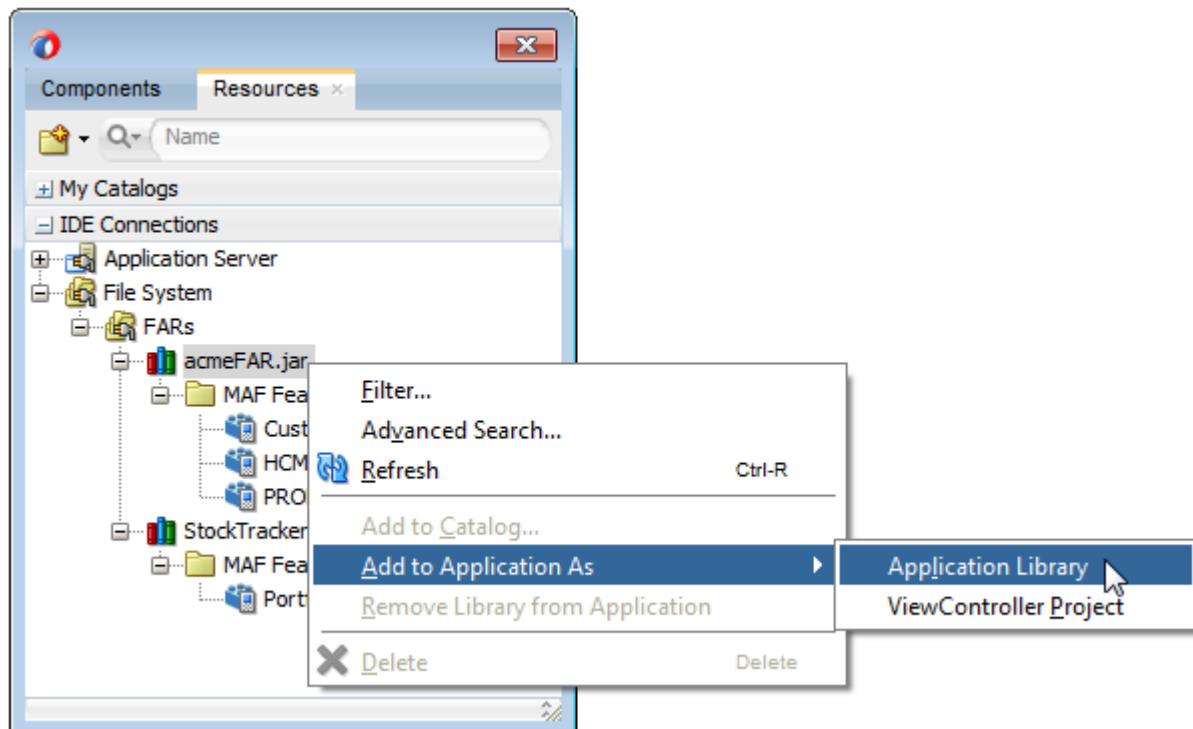 Components Resources
Name
My Catalogs
IDE Connections
Application Server
File System
FARs
acmeFAR.jar
MAF Fea
Cust
HCM
PRO
StockTracker
MAF Fea
Port
Filter...
Advanced Search...
Refresh Ctrl-R
Add to Catalog...
Add to Application As
Remove Library from Application
Delete Delete
Application Library
ViewController Project